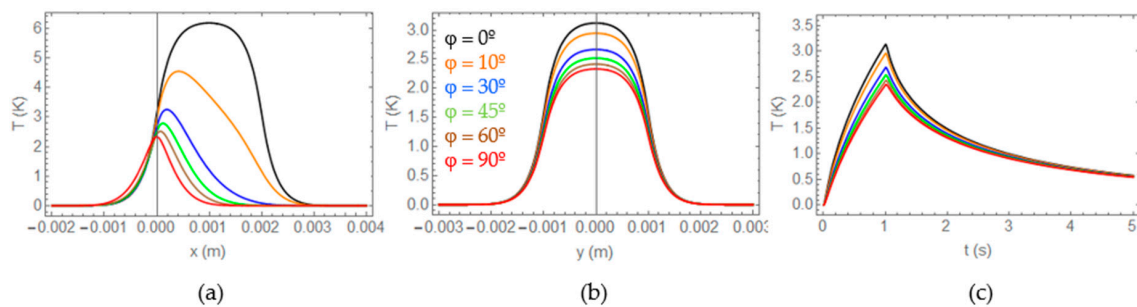 6
5
4
3
2
1
0
T (K)
−0.002 −0.001 0.000 0.001 0.002 0.003 0.004
x (m)
(a)
3.0
2.5
2.0
1.5
1.0
0.5
0.0
T (K)
φ = 0º
φ = 10º
φ = 30º
φ = 45º
φ = 60º
φ = 90º
−0.003 −0.002 −0.001 0.000 0.001 0.002 0.003
y (m)
(b)
3.5
3.0
2.5
2.0
1.5
1.0
0.5
0.0
T (K)
0 1 2 3 4 5
t (s)
(c)